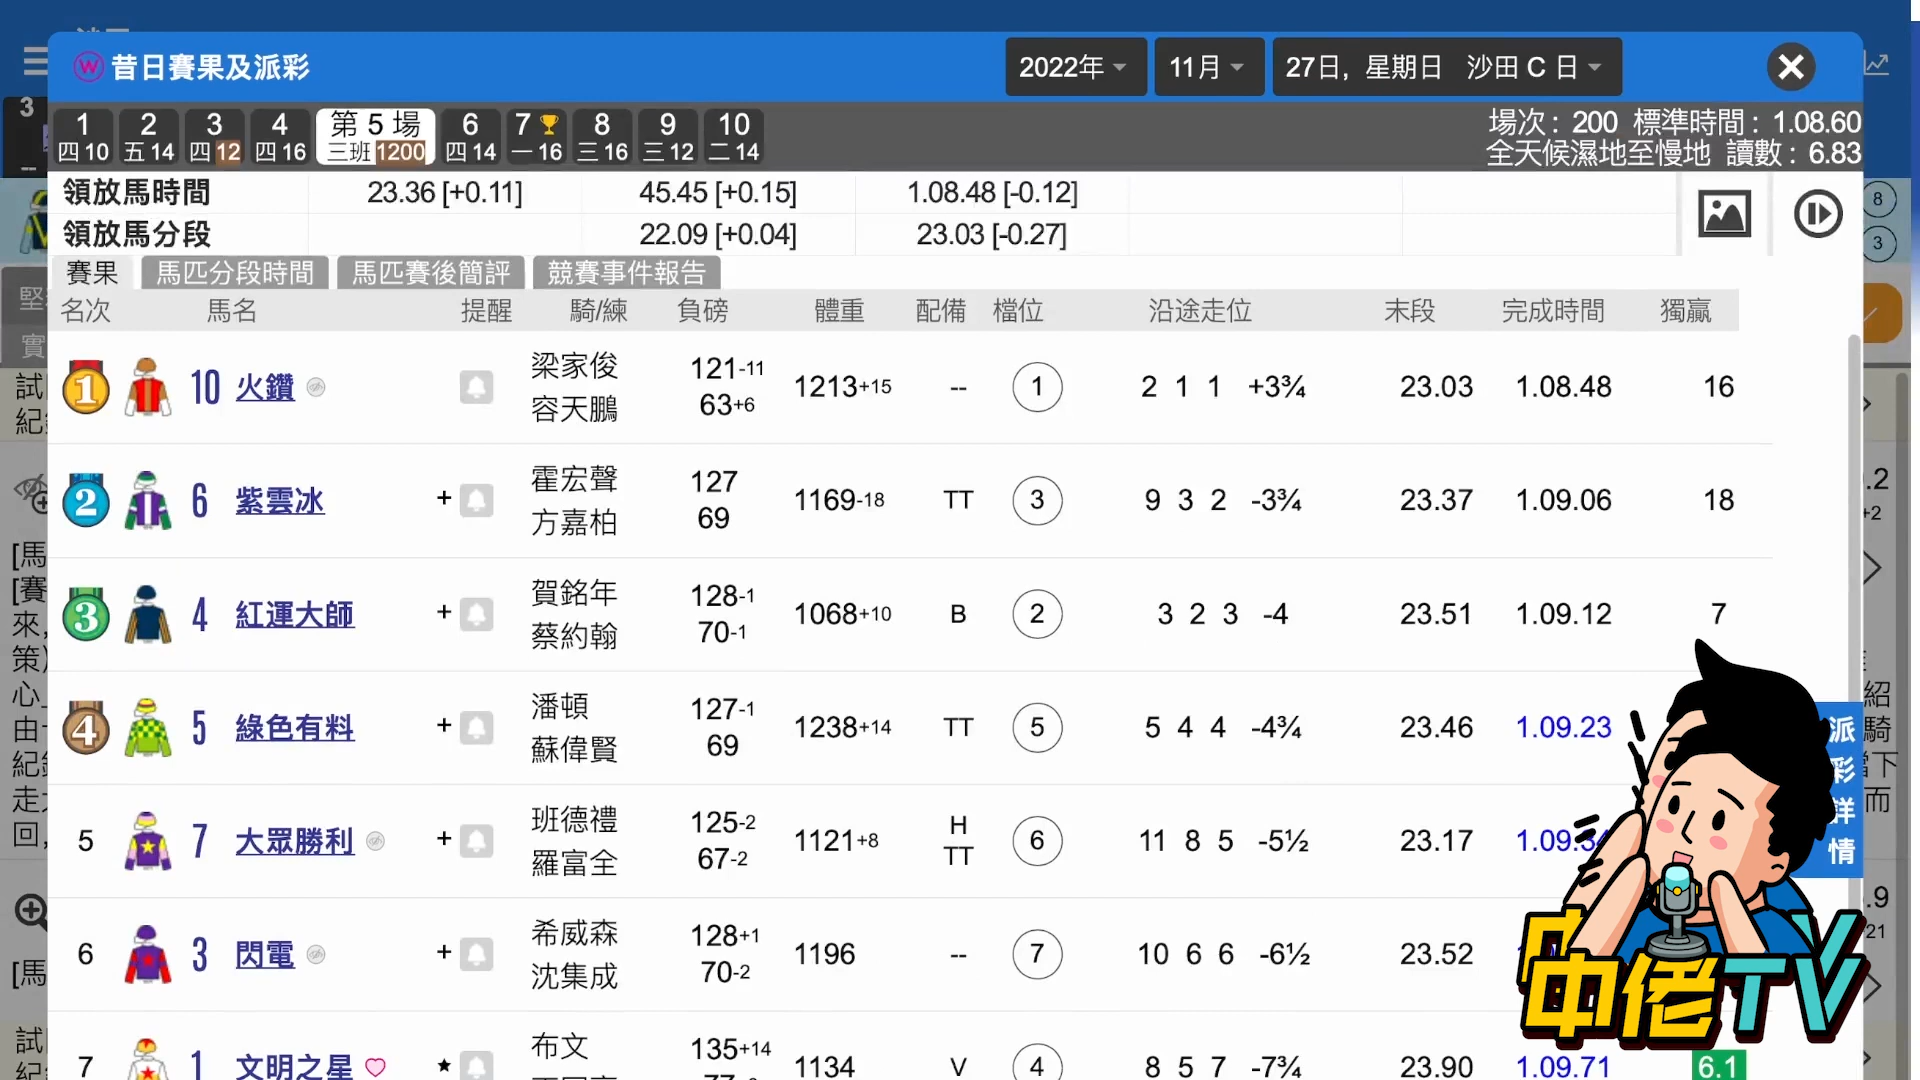 昔日賽果及派彩
2022年 11月 27日, 星期日 沙田 C 日
1 四 10
2 五 14
3 四 12
4 四 16
第 5 場 三班 1200
6 四 14
7 一 16
8 三 16
9 三 12
10 二 14
場次: 200 標準時間: 1.08.60
全天候濕地至慢地 讀數: 6.83
領放馬時間 23.36 [+0.11] 45.45 [+0.15] 1.08.48 [-0.12]
領放馬分段 22.09 [+0.04] 23.03 [-0.27]
賽果 馬匹分段時間 馬匹賽後簡評 競賽事件報告
名次 馬名 提醒 騎/練 負磅 體重 配備 檔位 沿途走位 末段 完成時間 獨贏
1 10 火鑽 梁家俊 容天鵬 121-11 63+6 1213+15 -- 1 2 1 1 +3¾ 23.03 1.08.48 16
2 6 紫雲冰 + 霍宏聲 方嘉柏 127 69 1169-18 TT 3 9 3 2 -3¾ 23.37 1.09.06 18
3 4 紅運大師 + 賀銘年 蔡約翰 128-1 70-1 1068+10 B 2 3 2 3 -4 23.51 1.09.12 7
4 5 綠色有料 + 潘頓 蘇偉賢 127-1 69 1238+14 TT 5 5 4 4 -4¾ 23.46 1.09.23
5 7 大眾勝利 + 班德禮 羅富全 125-2 67-2 1121+8 H TT 6 11 8 5 -5½ 23.17 1.09.34
6 3 閃電 + 希威森 沈集成 128+1 70-2 1196 -- 7 10 6 6 -6½ 23.52
7 1 文明之星 ★ 布文 135+14 1134 V 4 8 5 7 -7¾ 23.90 1.09.71 6.1
派彩詳情
中佬TV